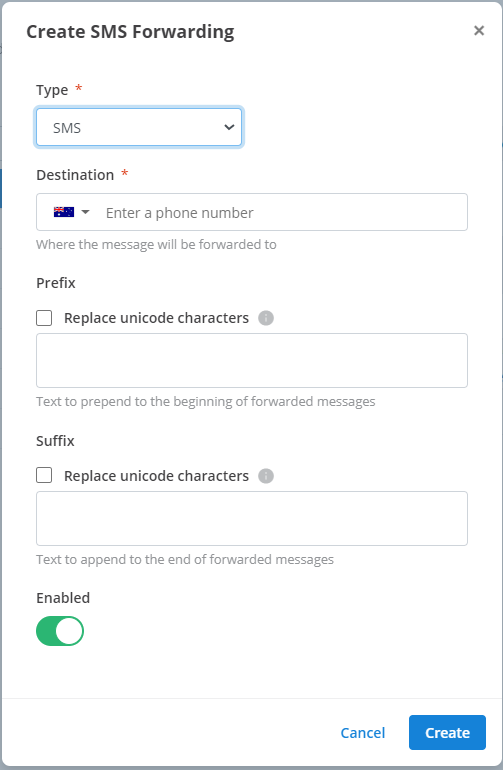 Create SMS Forwarding ×
Type *
SMS
Destination *
Enter a phone number
Where the message will be forwarded to
Prefix
Replace unicode characters i
Text to prepend to the beginning of forwarded messages
Suffix
Replace unicode characters i
Text to append to the end of forwarded messages
Enabled
Cancel Create